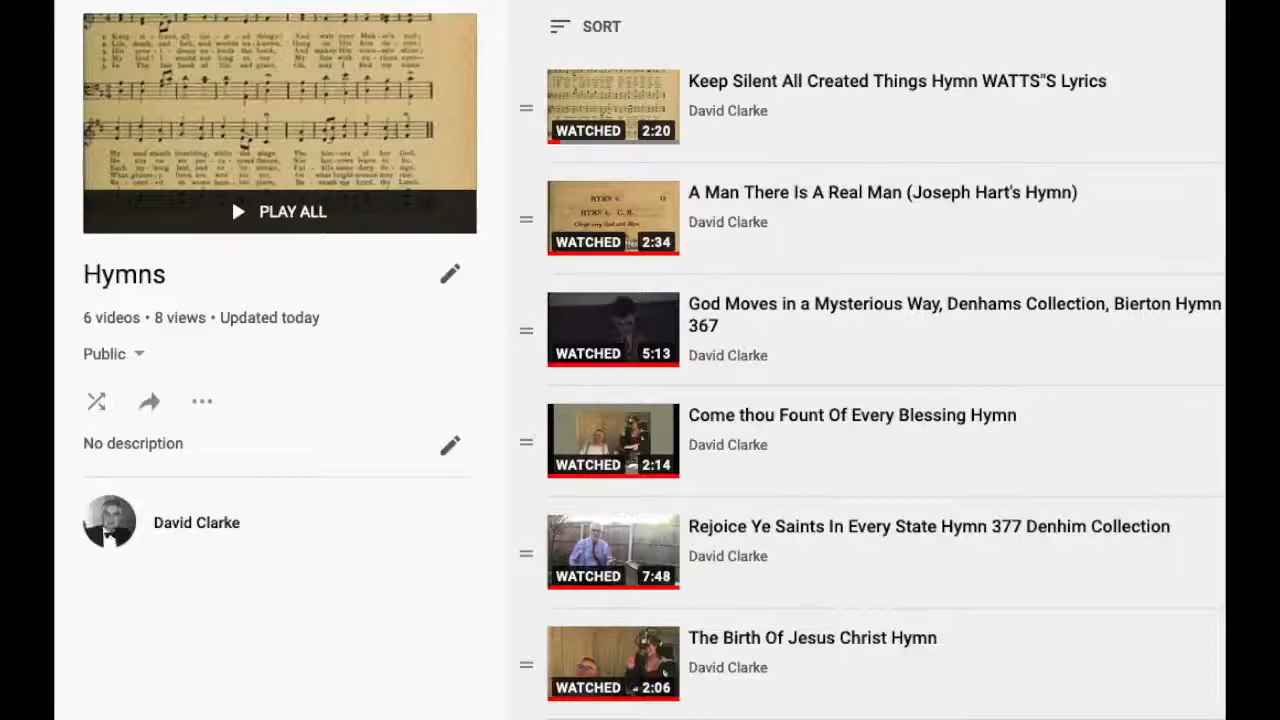 PLAY ALL
Hymns
6 videos • 8 views • Updated today
Public
No description
David Clarke
SORT
Keep Silent All Created Things Hymn WATTS"S Lyrics
David Clarke
WATCHED 2:20
A Man There Is A Real Man (Joseph Hart's Hymn)
David Clarke
HYMN 6. C. M.
WATCHED 2:34
God Moves in a Mysterious Way, Denhams Collection, Bierton Hymn
367
David Clarke
WATCHED 5:13
Come thou Fount Of Every Blessing Hymn
David Clarke
WATCHED 2:14
Rejoice Ye Saints In Every State Hymn 377 Denhim Collection
David Clarke
WATCHED 7:48
The Birth Of Jesus Christ Hymn
David Clarke
WATCHED 2:06